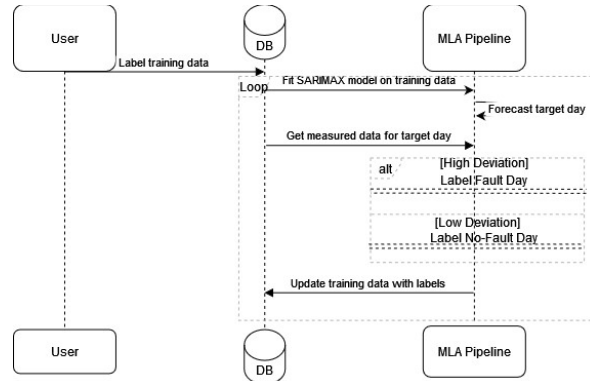 User
DB
MLA Pipeline
Label training data
Loop
Fit SARIMAX model on training data
Forecast target day
Get measured data for target day
alt
[High Deviation]
Label Fault Day
[Low Deviation]
Label No-Fault Day
Update training data with labels
User
DB
MLA Pipeline